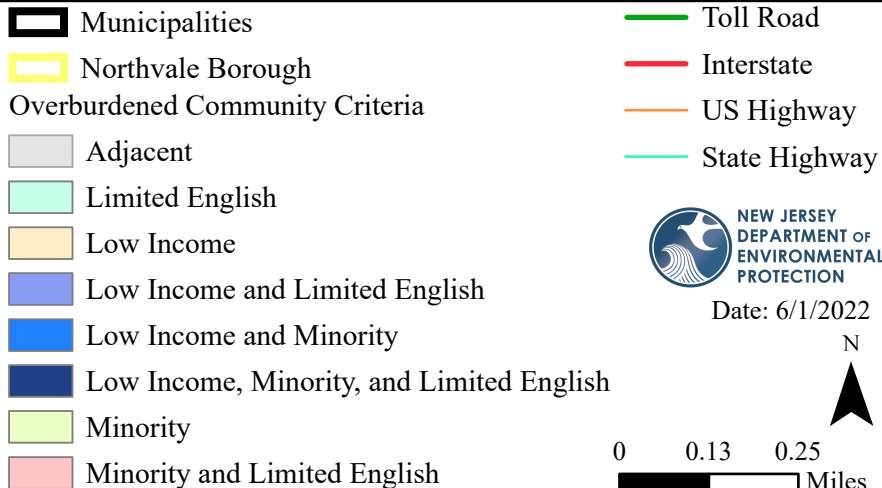 Municipalities
Northvale Borough
Overburdened Community Criteria
Adjacent
Limited English
Low Income
Low Income and Limited English
Low Income and Minority
Low Income, Minority, and Limited English
Minority
Minority and Limited English
Toll Road
Interstate
US Highway
State Highway
NEW JERSEY
DEPARTMENT OF
ENVIRONMENTAL
PROTECTION
Date: 6/1/2022
N
0 0.13 0.25
Miles